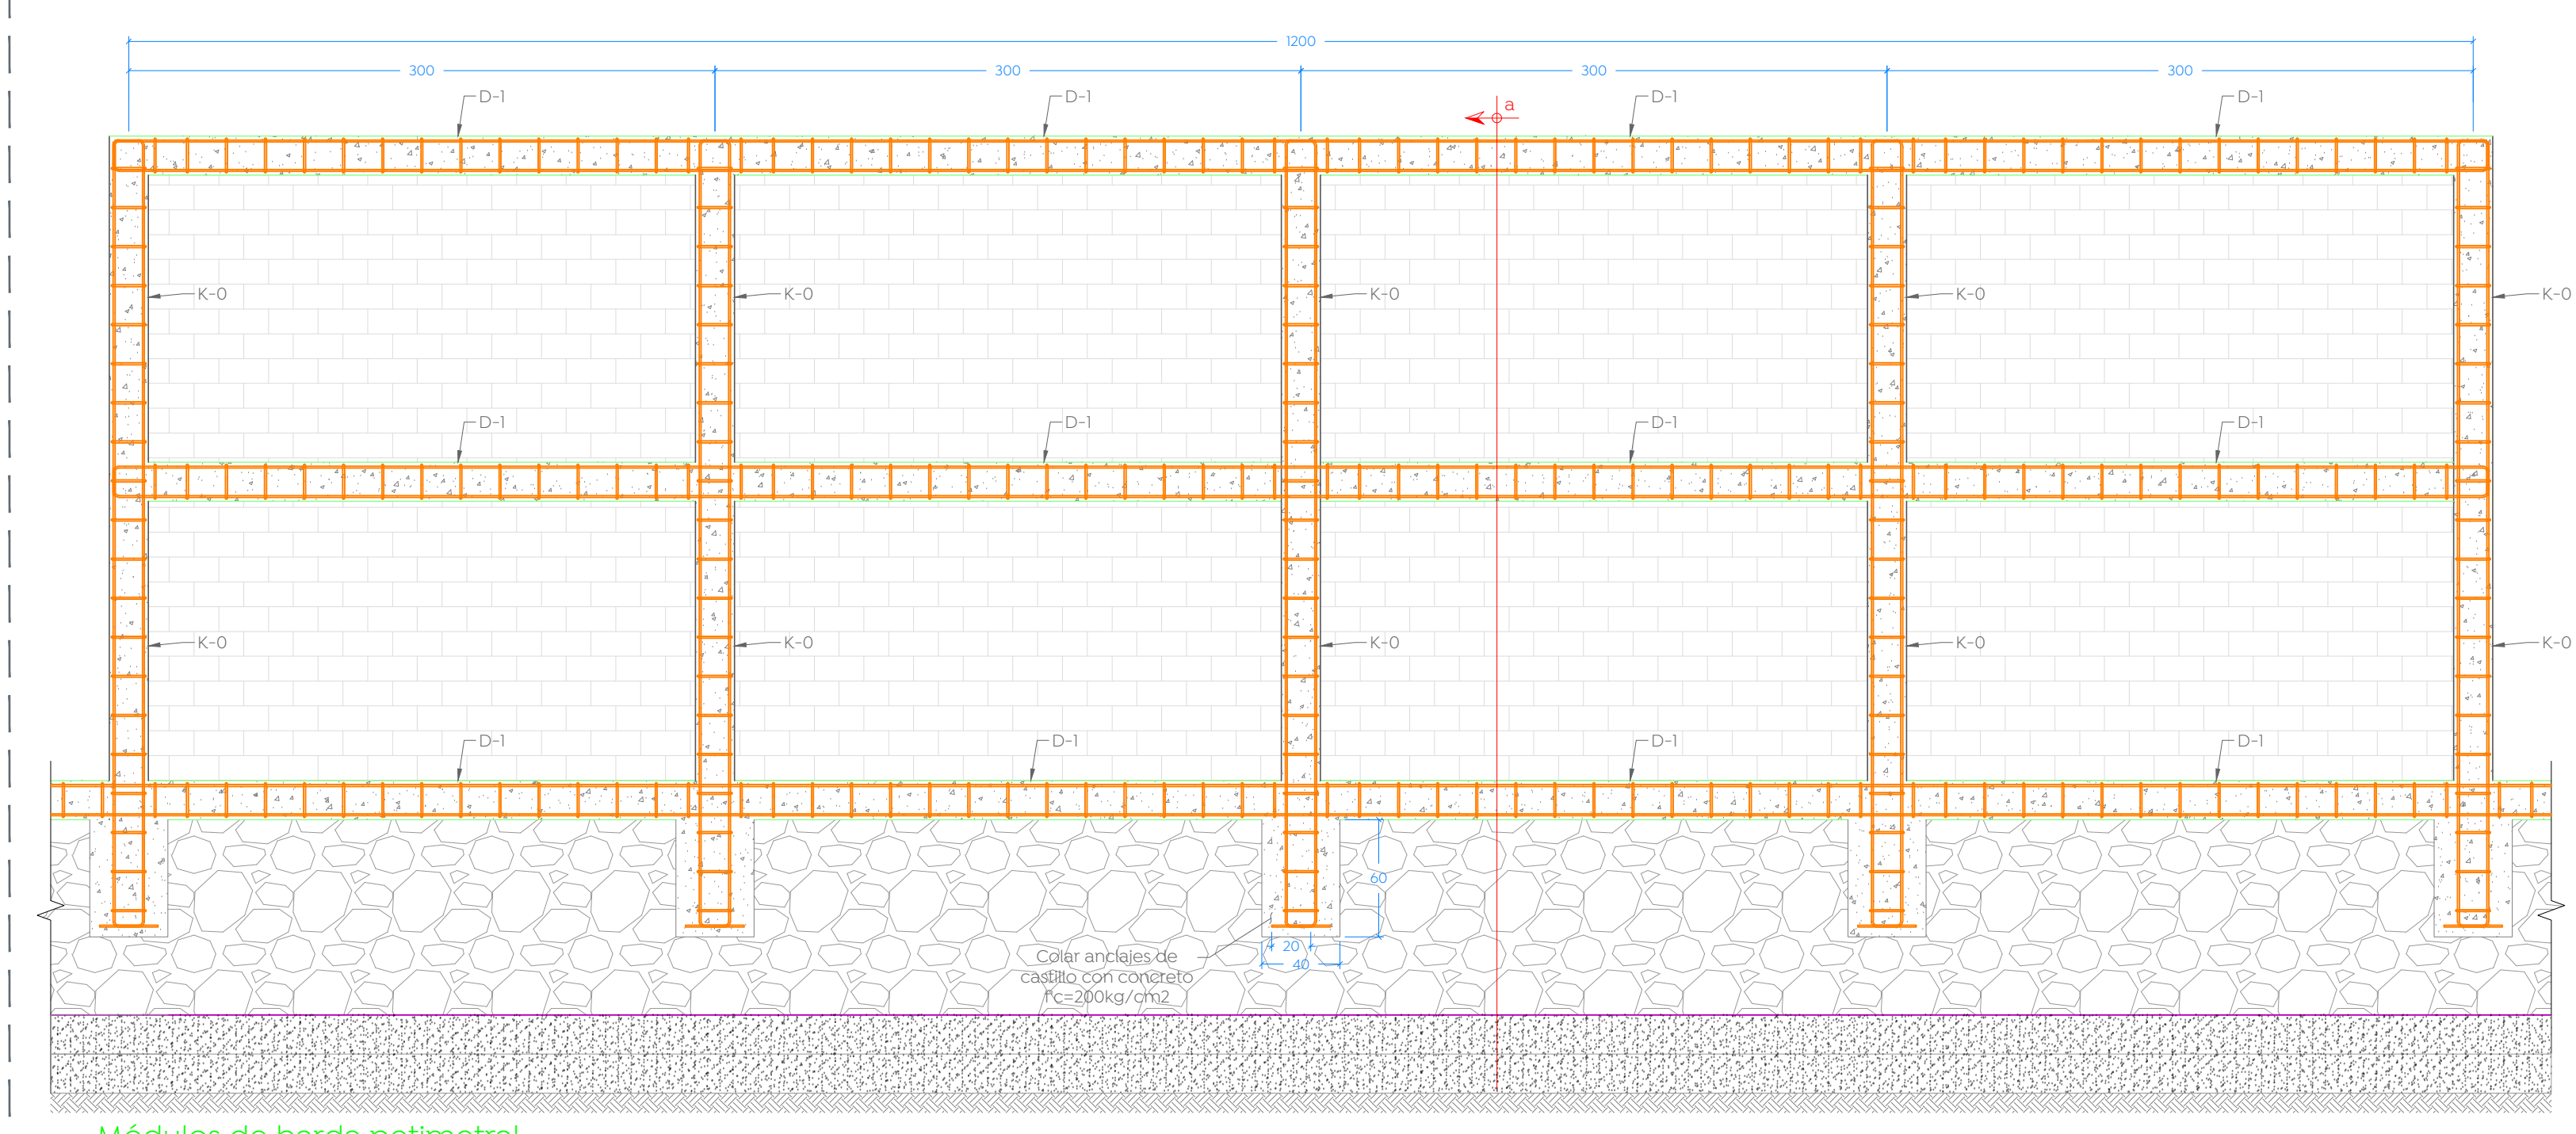 1200
300 300 300 300
D-1 D-1 D-1 D-1
a
K-0 K-0 K-0 K-0 K-0
D-1 D-1 D-1 D-1
K-0 K-0 K-0 K-0 K-0
D-1 D-1 D-1 D-1
60
20
40
Colar anclajes de
castillo con concreto
f'c=200kg/cm2